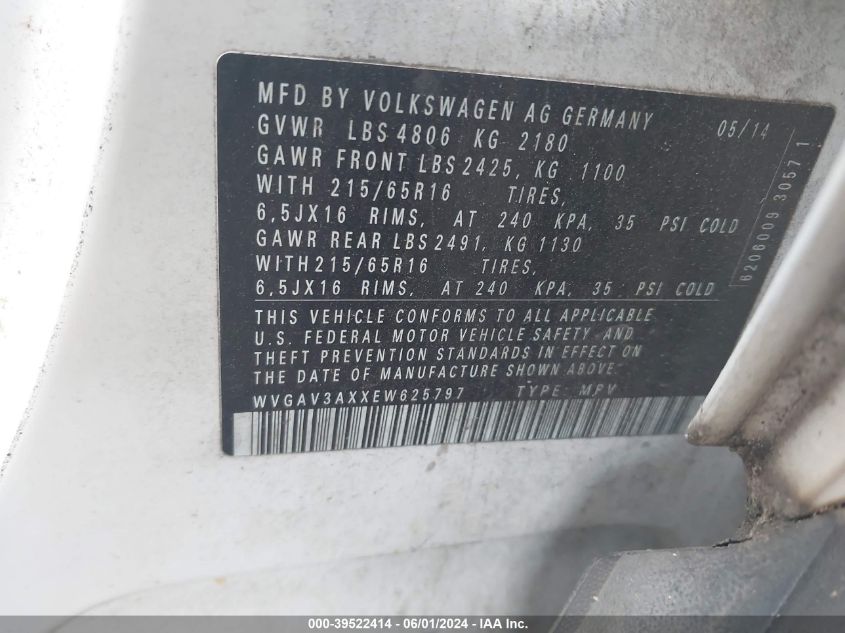 MFD BY VOLKSWAGEN AG GERMANY 05/14
GVWR LBS 4806 KG 2180
GAWR FRONT LBS 2425, KG 1100
WITH 215/65R16 TIRES,
6,5JX16 RIMS, AT 240 KPA, 35 PSI COLD
GAWR REAR LBS 2491, KG 1130
WITH215/65R16 TIRES,
6,5JX16 RIMS, AT 240 KPA, 35 PSI COLD
THIS VEHICLE CONFORMS TO ALL APPLICABLE
U.S. FEDERAL MOTOR VEHICLE SAFETY AND
THEFT PREVENTION STANDARDS IN EFFECT ON
THE DATE OF MANUFACTURE SHOWN ABOVE.
WVGAV3AXXEW625797 TYPE: MPV
6206009 30571
000-39522414 - 06/01/2024 - IAA Inc.